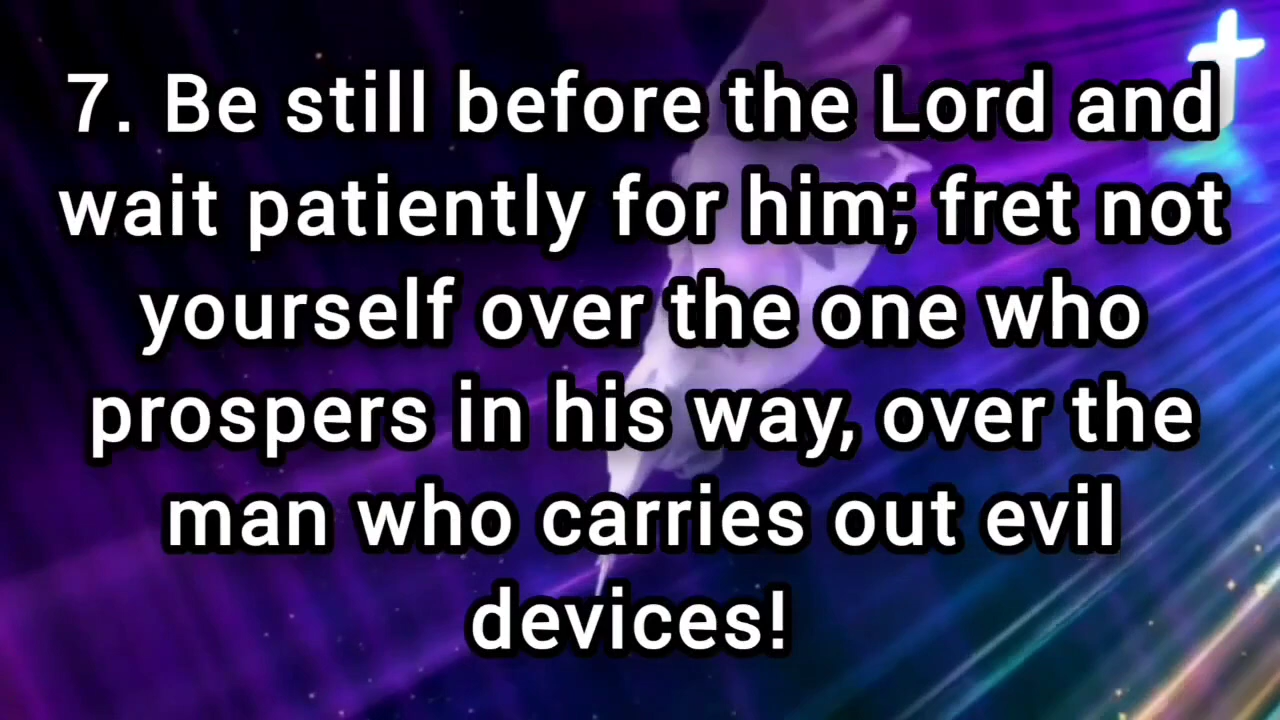 7. Be still before the Lord and
wait patiently for him; fret not
yourself over the one who
prospers in his way, over the
man who carries out evil
devices!